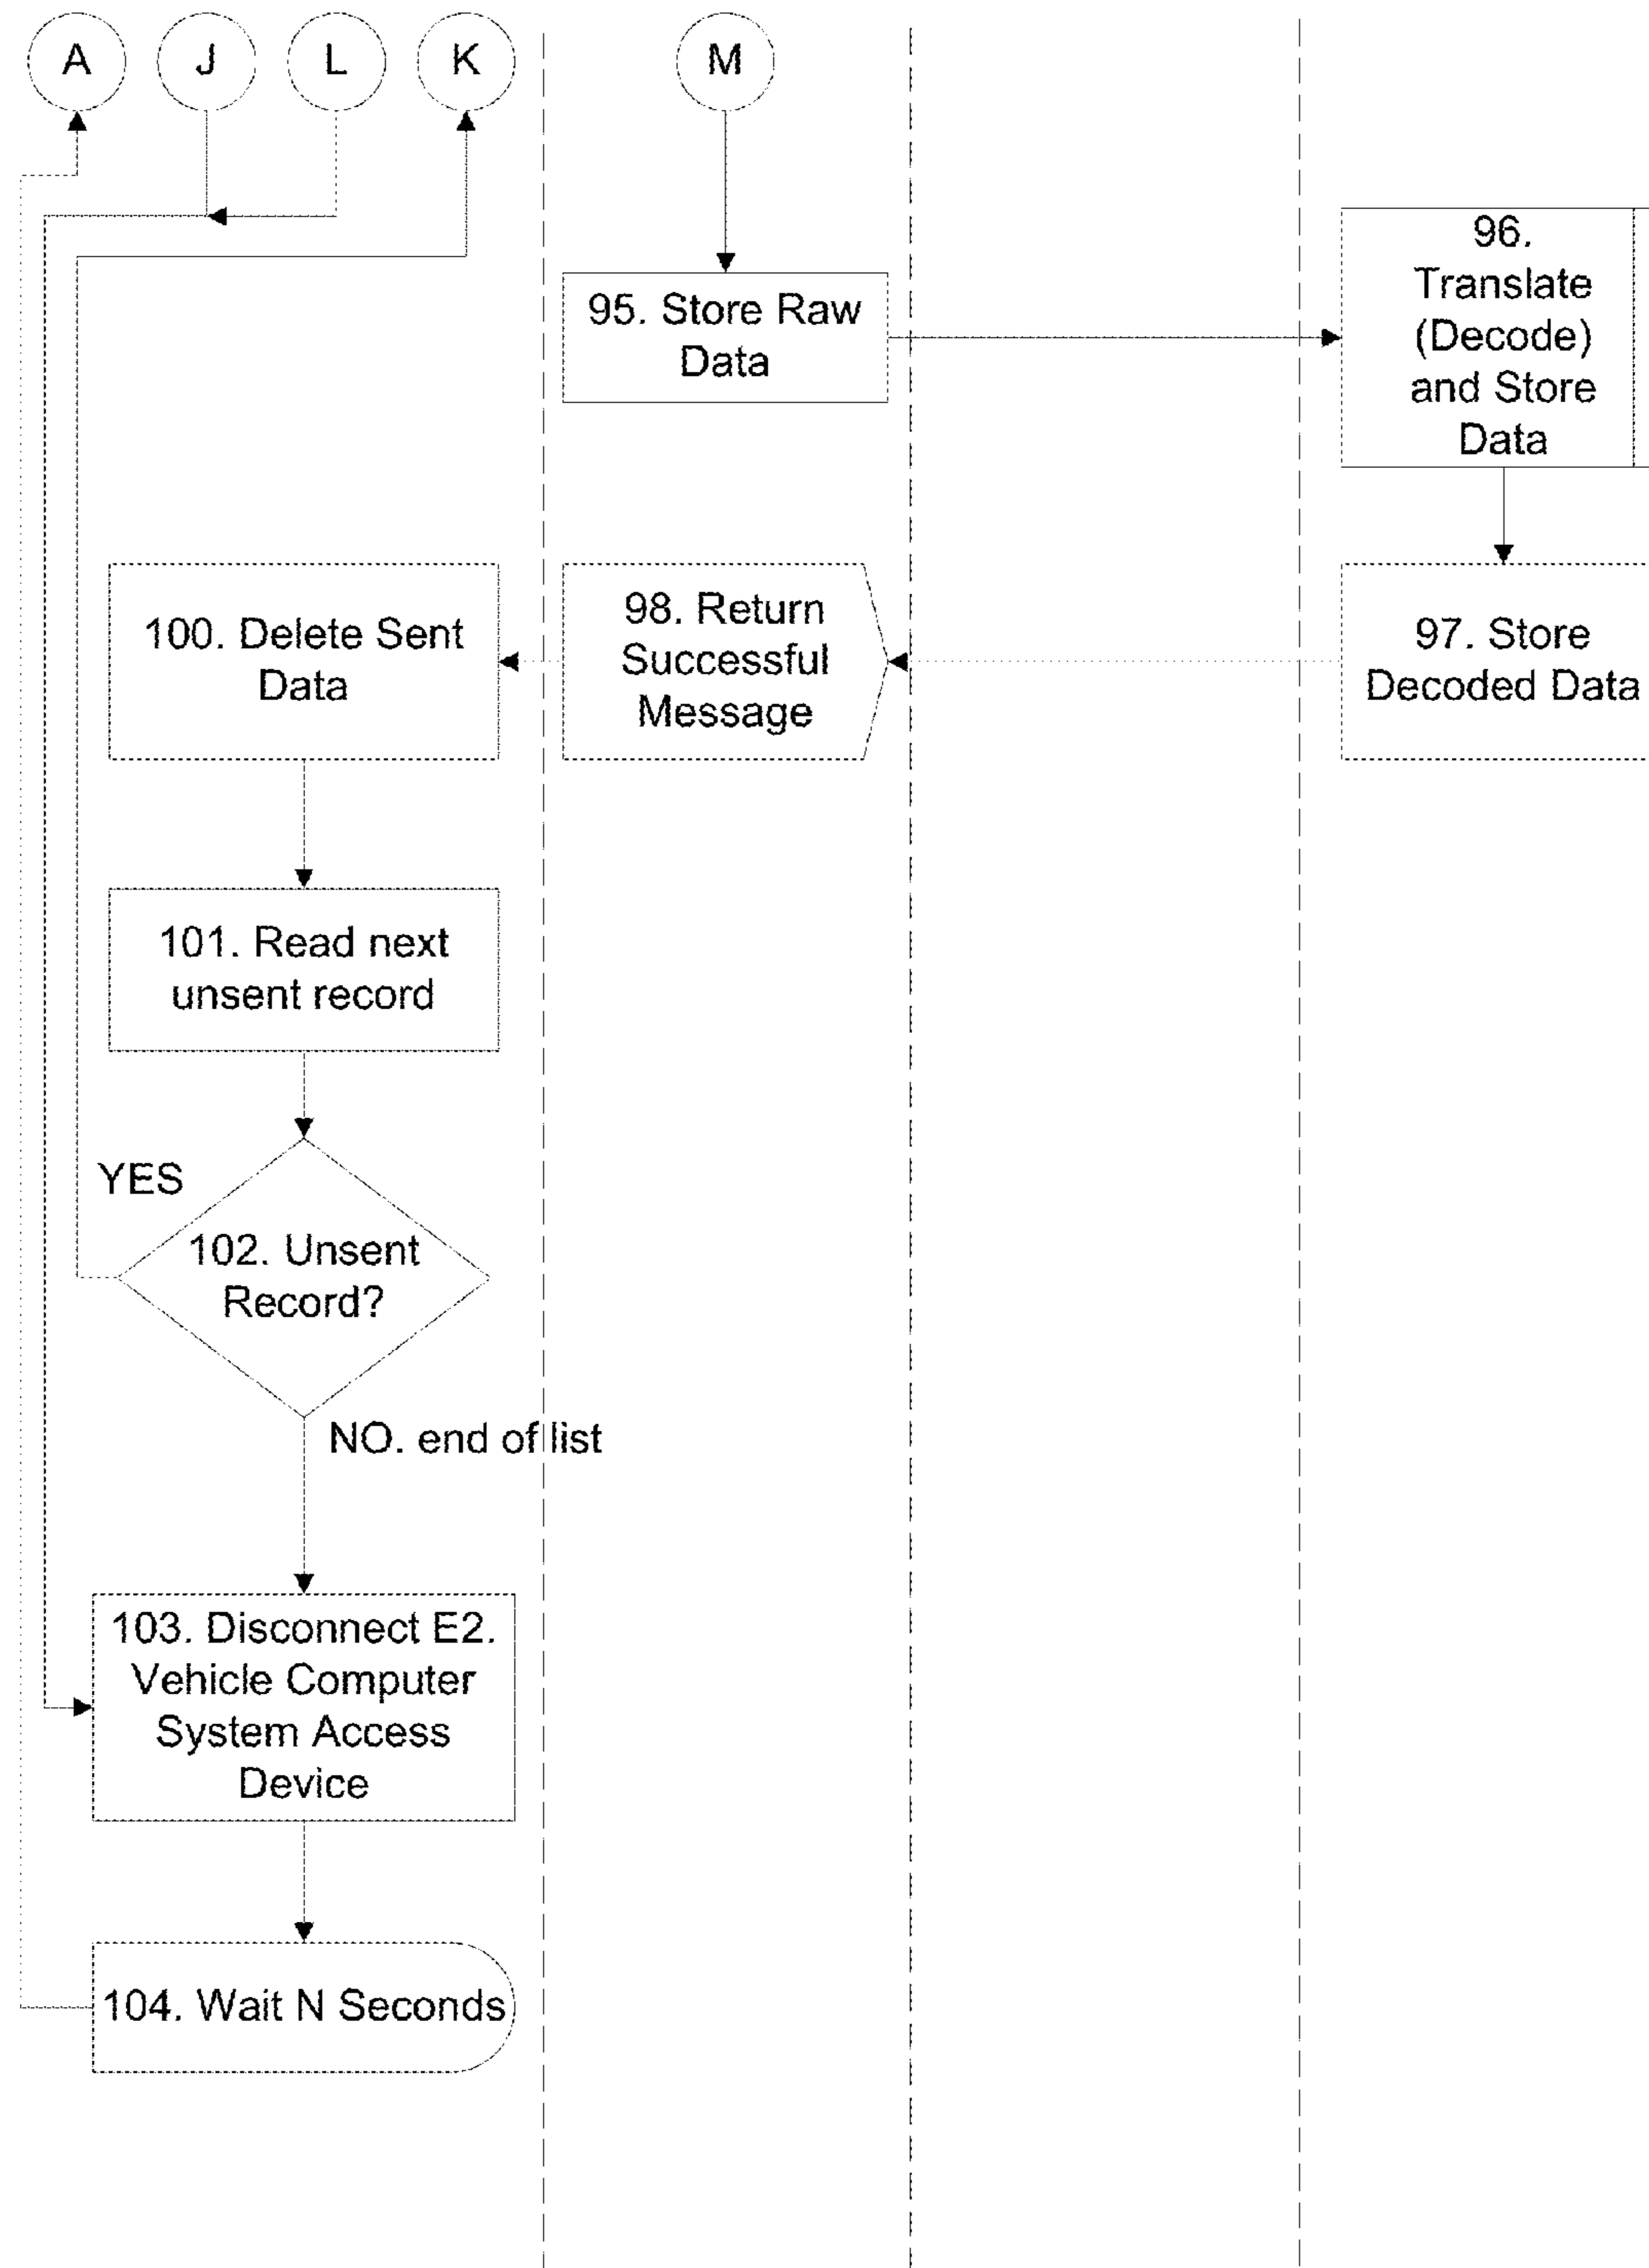 A
J
L
K
M
95. Store Raw
Data
96.
Translate
(Decode)
and Store
Data
100. Delete Sent
Data
98. Return
Successful
Message
97. Store
Decoded Data
101. Read next
unsent record
YES
102. Unsent
Record?
NO. end of list
103. Disconnect E2.
Vehicle Computer
System Access
Device
104. Wait N Seconds